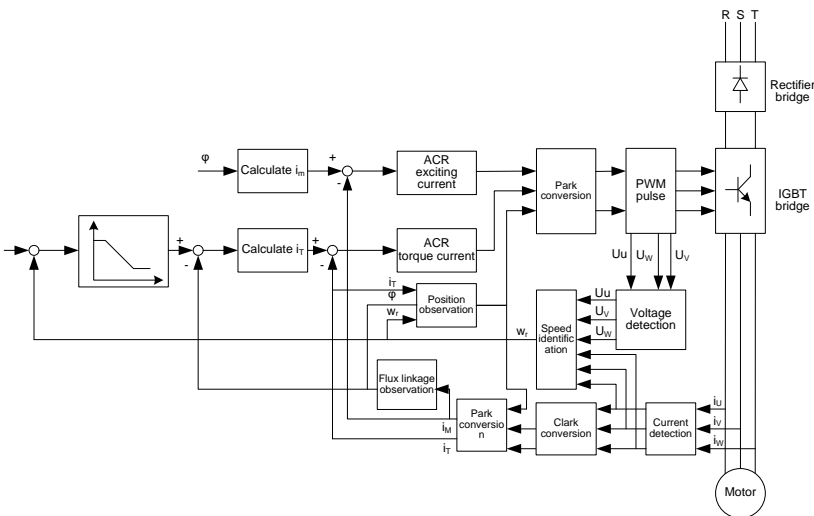 R S T
Rectifier
bridge
φ
Calculate im
+
-
ACR
exciting
current
Park
conversion
PWM
pulse
IGBT
bridge
+
-
Calculate iT
+
-
ACR
torque current
Uu
UW
UV
iT
φ
wr
Position
observation
wr
Speed
identific
ation
Uu
UV
UW
Voltage
detection
Flux linkage
observation
iM
iT
Park
conversio
n
Clark
conversion
Current
detection
iU
iV
iW
Motor